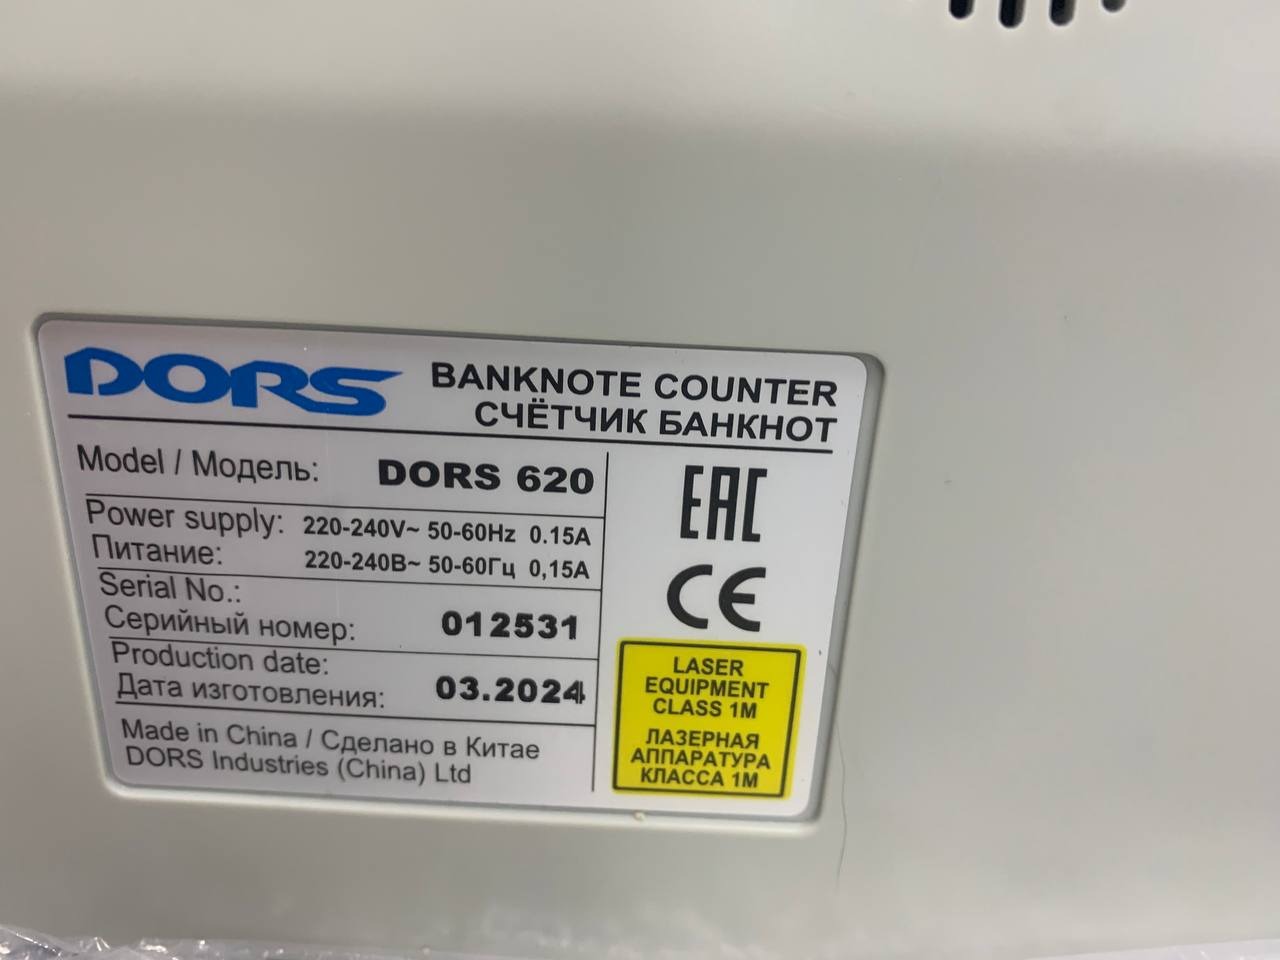 DORS
BANKNOTE COUNTER
СЧЁТЧИК БАНКНОТ
Model / Модель: DORS 620
Power supply: 220-240V~ 50-60Hz 0.15A
Питание: 220-240В~ 50-60Гц 0,15А
Serial No.:
Серийный номер: 012531
Production date:
Дата изготовления: 03.2024
Made in China / Сделано в Китае
DORS Industries (China) Ltd
EAC
CE
LASER
EQUIPMENT
CLASS 1M
ЛАЗЕРНАЯ
АППАРАТУРА
КЛАССА 1М